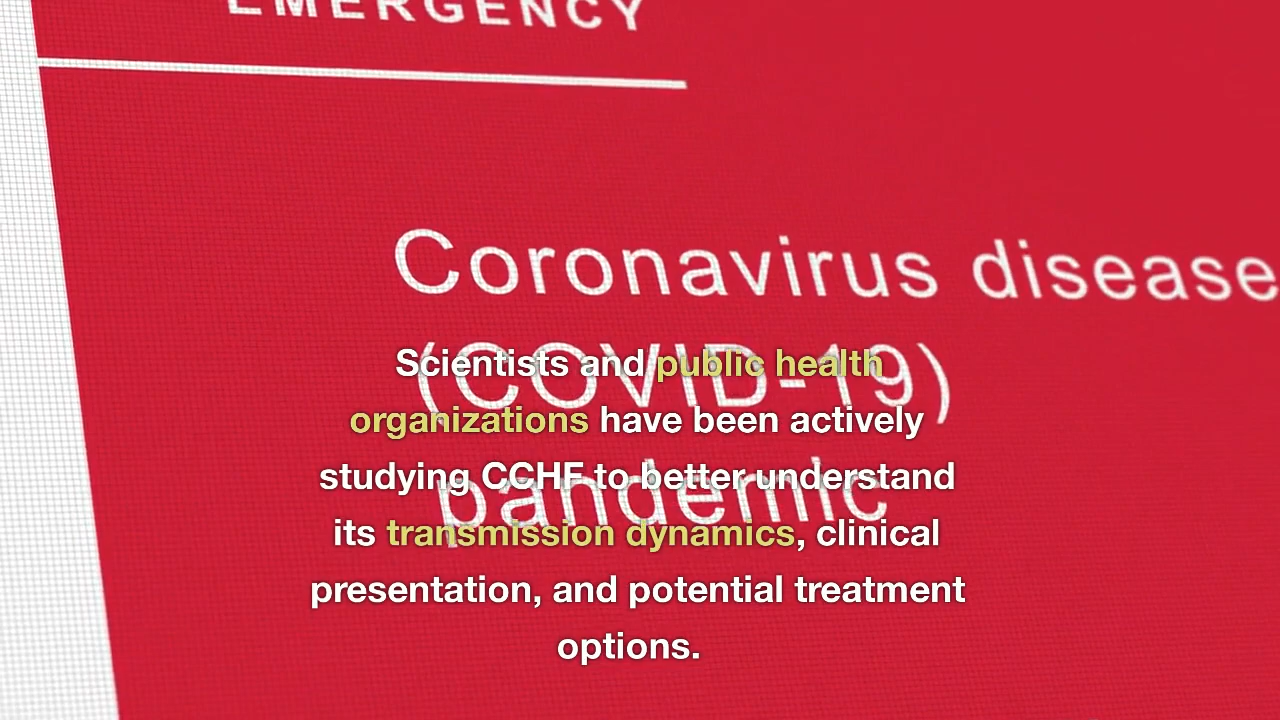 EMERGENCY
Coronavirus disease
(COVID-19)
pandemic
Scientists and public health
organizations have been actively
studying CCHF to better understand
its transmission dynamics, clinical
presentation, and potential treatment
options.